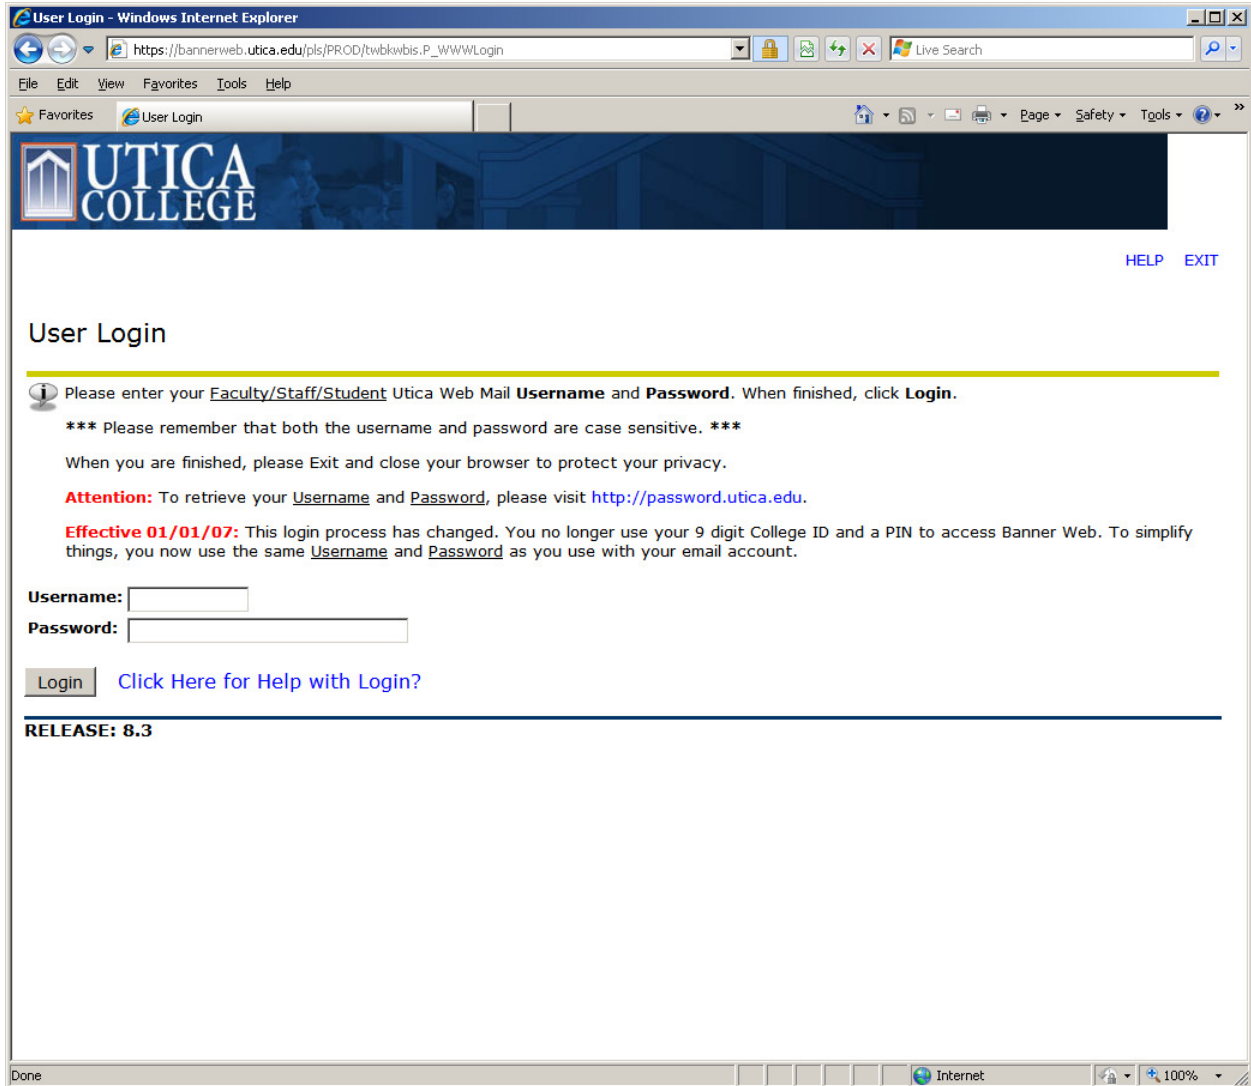 User Login - Windows Internet Explorer
https://bannerweb.utica.edu/pls/PROD/twbkwbis.P_WWWLogin
Live Search
File Edit View Favorites Tools Help
Favorites User Login Page Safety Tools »
UTICA
COLLEGE
HELP EXIT
User Login
Please enter your Faculty/Staff/Student Utica Web Mail Username and Password. When finished, click Login.
*** Please remember that both the username and password are case sensitive. ***
When you are finished, please Exit and close your browser to protect your privacy.
Attention: To retrieve your Username and Password, please visit http://password.utica.edu.
Effective 01/01/07: This login process has changed. You no longer use your 9 digit College ID and a PIN to access Banner Web. To simplify
things, you now use the same Username and Password as you use with your email account.
Username:
Password:
Login Click Here for Help with Login?
RELEASE: 8.3
Done Internet 100%